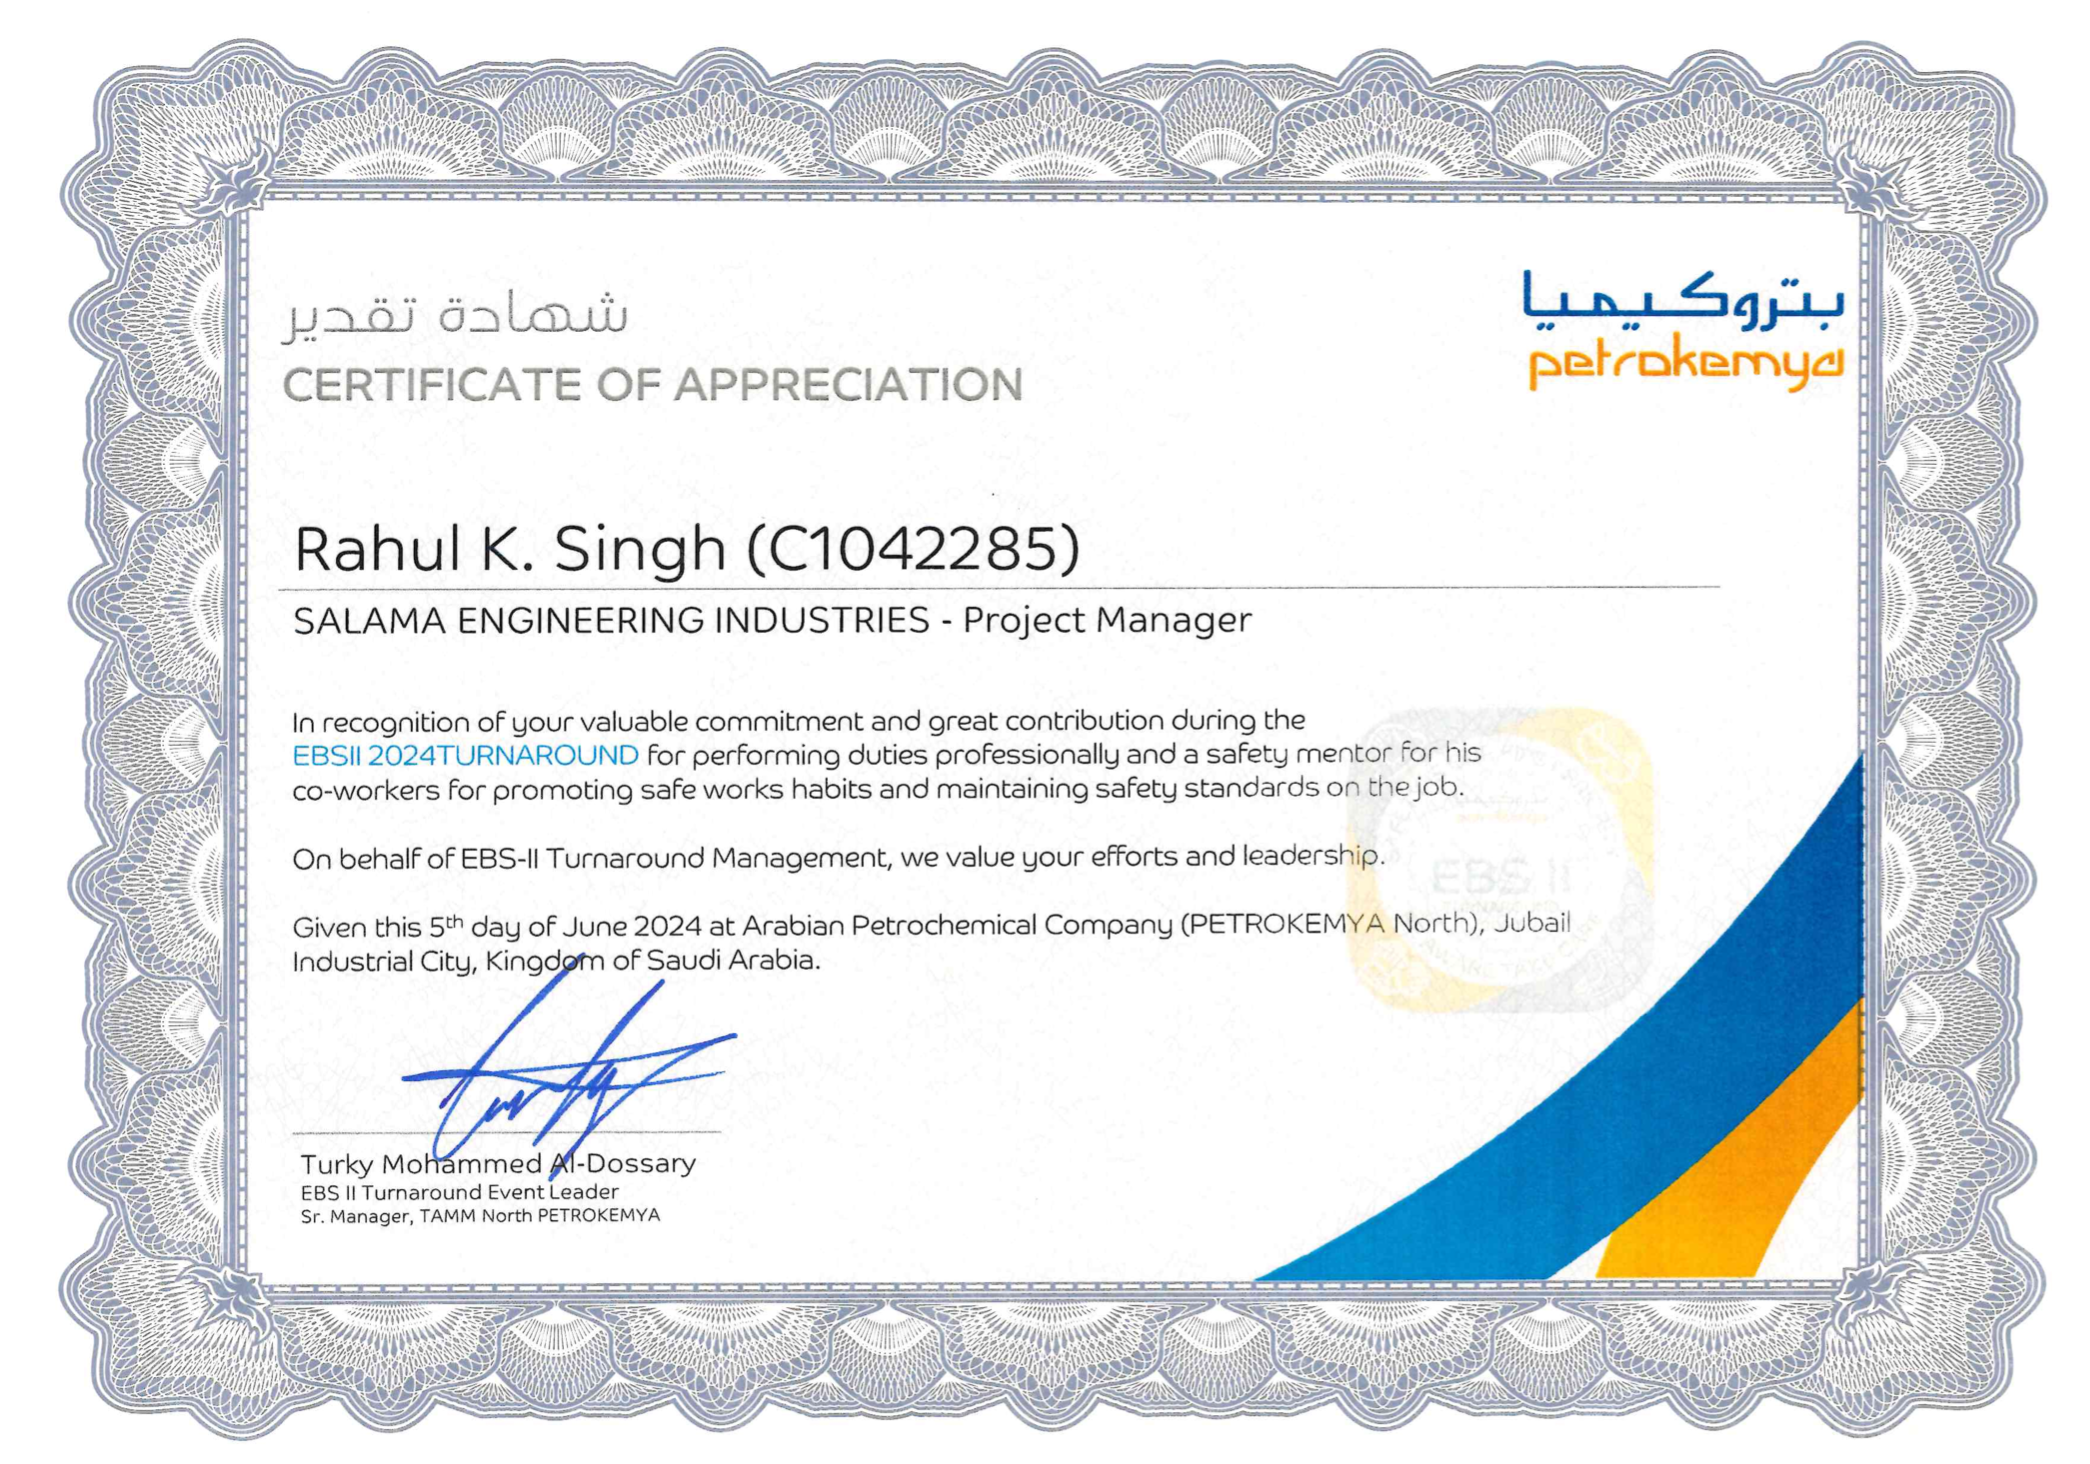 شهادة تقدير
CERTIFICATE OF APPRECIATION
بتروكيميا
petrokemya
Rahul K. Singh (C1042285)
SALAMA ENGINEERING INDUSTRIES - Project Manager
In recognition of your valuable commitment and great contribution during the
EBSII 2024TURNAROUND for performing duties professionally and a safety mentor for his
co-workers for promoting safe works habits and maintaining safety standards on the job.
On behalf of EBS-II Turnaround Management, we value your efforts and leadership.
Given this 5th day of June 2024 at Arabian Petrochemical Company (PETROKEMYA North), Jubail
Industrial City, Kingdom of Saudi Arabia.
EBS II
Turky Mohammed Al-Dossary
EBS II Turnaround Event Leader
Sr. Manager, TAMM North PETROKEMYA